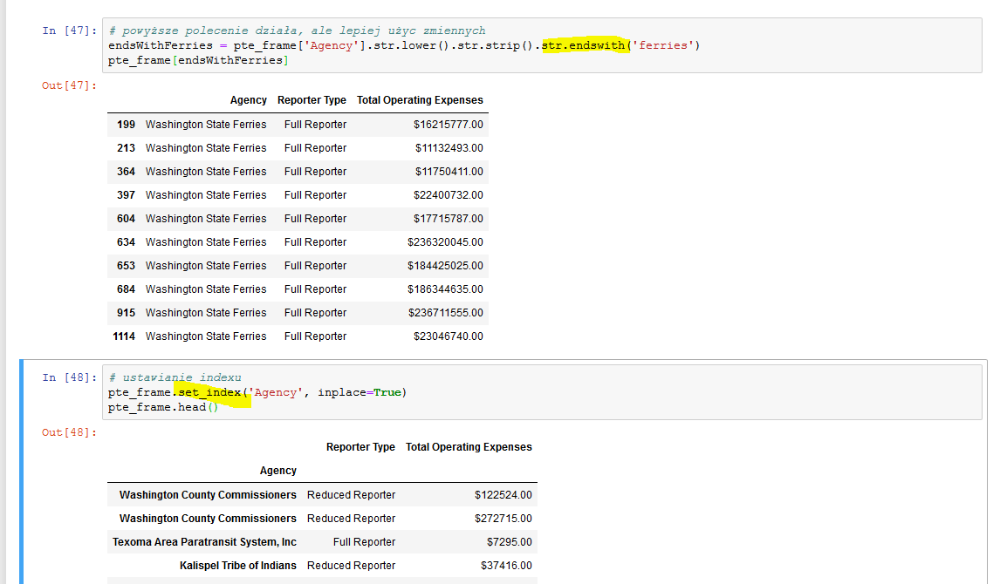 In [47]: # powyższe polecenie działa, ale lepiej użyc zmiennych
endsWithFerries = pte_frame['Agency'].str.lower().str.strip().str.endswith('ferries')
pte_frame[endsWithFerries]
Out[47]:
Agency Reporter Type Total Operating Expenses
199 Washington State Ferries Full Reporter $16215777.00
213 Washington State Ferries Full Reporter $11132493.00
364 Washington State Ferries Full Reporter $11750411.00
397 Washington State Ferries Full Reporter $22400732.00
604 Washington State Ferries Full Reporter $17715787.00
634 Washington State Ferries Full Reporter $236320045.00
653 Washington State Ferries Full Reporter $184425025.00
684 Washington State Ferries Full Reporter $186344635.00
915 Washington State Ferries Full Reporter $236711555.00
1114 Washington State Ferries Full Reporter $23046740.00
In [48]: # ustawianie indexu
pte_frame.set_index('Agency', inplace=True)
pte_frame.head()
Out[48]:
Reporter Type Total Operating Expenses
Agency
Washington County Commissioners Reduced Reporter $122524.00
Washington County Commissioners Reduced Reporter $272715.00
Texoma Area Paratransit System, Inc Full Reporter $7295.00
Kalispel Tribe of Indians Reduced Reporter $37416.00